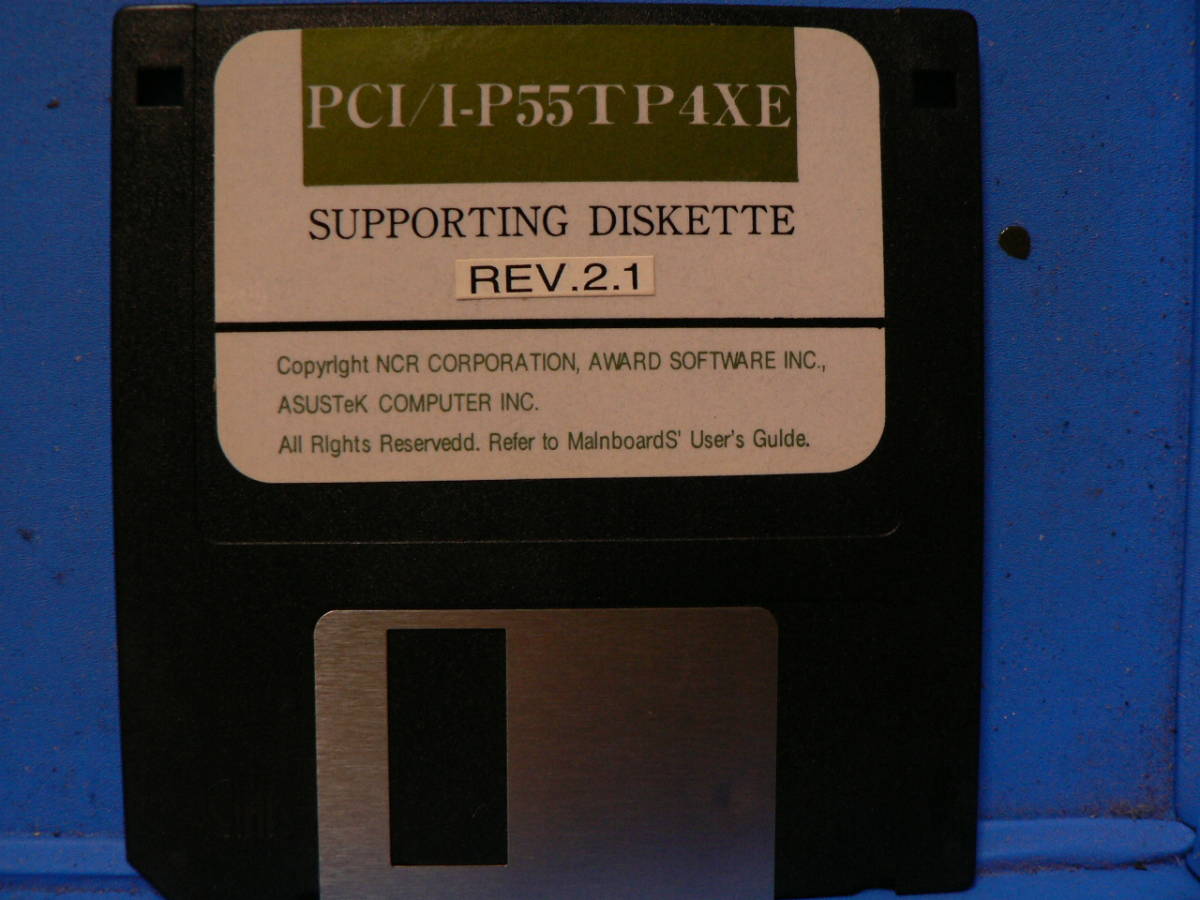 PCI/I-P55TP4XE
SUPPORTING DISKETTE
REV.2.1
Copyright NCR CORPORATION, AWARD SOFTWARE INC.,
ASUSTeK COMPUTER INC.
All Rights Reservedd. Refer to MainboardS' User's Guide.